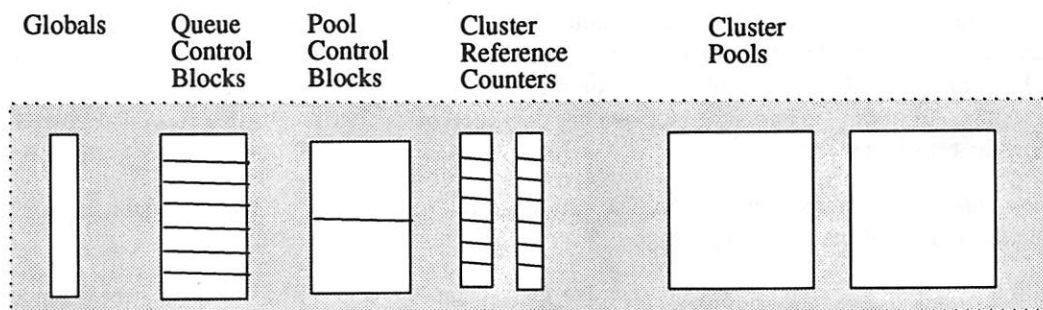 Globals
Queue
Control
Blocks
Pool
Control
Blocks
Cluster
Reference
Counters
Cluster
Pools